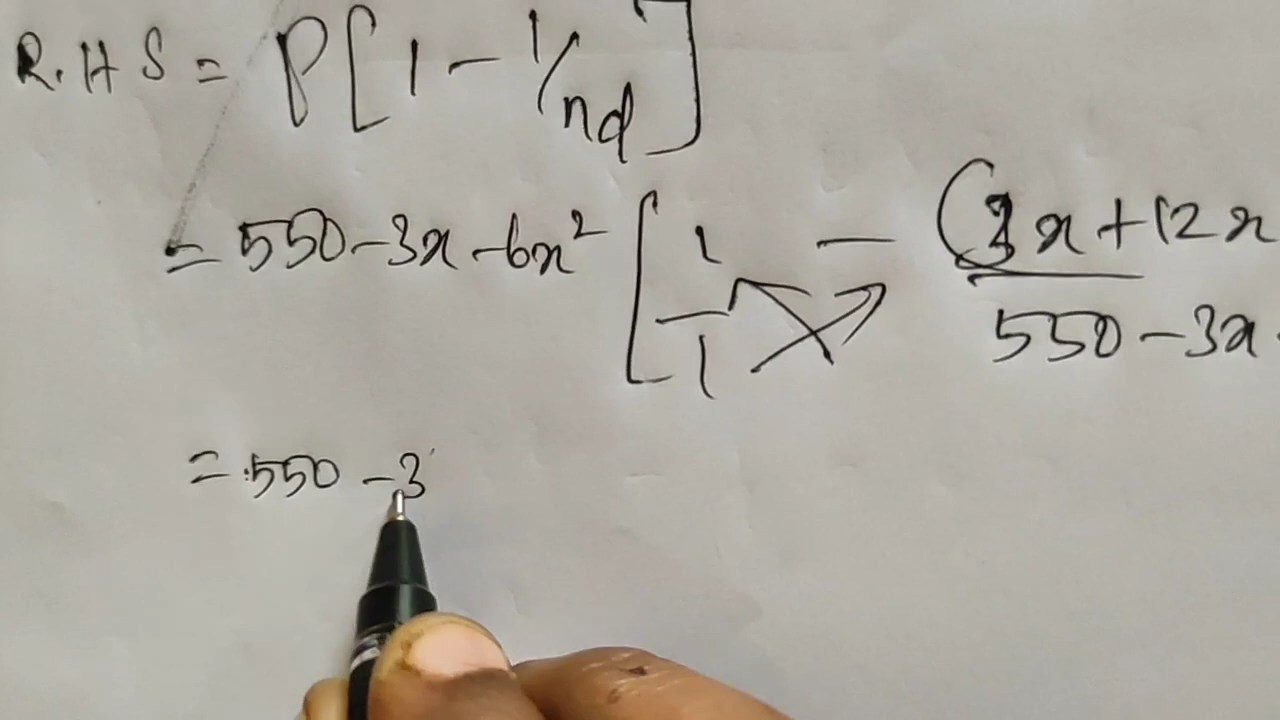 R.H S = P[1 - 1/nd]
= 550 - 3x - 6x² [ 1/1 - (3x + 12x / 550 - 3x
= 550 - 3